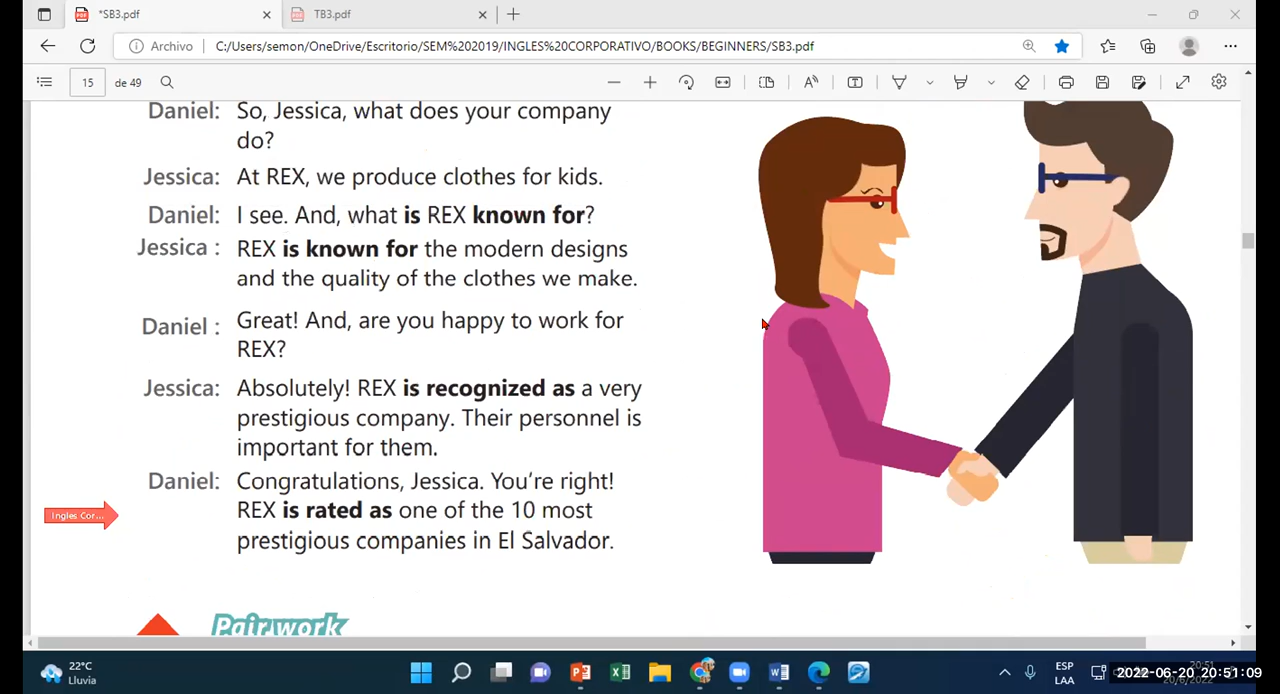 *SB3.pdf
TB3.pdf
Archivo
C:/Users/semon/OneDrive/Escritorio/SEM%202019/INGLES%20CORPORATIVO/BOOKS/BEGINNERS/SB3.pdf
15 de 49
Daniel: So, Jessica, what does your company
do?
Jessica: At REX, we produce clothes for kids.
Daniel: I see. And, what is REX known for?
Jessica : REX is known for the modern designs
and the quality of the clothes we make.
Daniel : Great! And, are you happy to work for
REX?
Jessica: Absolutely! REX is recognized as a very
prestigious company. Their personnel is
important for them.
Daniel: Congratulations, Jessica. You're right!
Ingles Cor... REX is rated as one of the 10 most
prestigious companies in El Salvador.
Pair work
22°C
Lluvia
ESP
LAA
2022-06-20 20:51:09